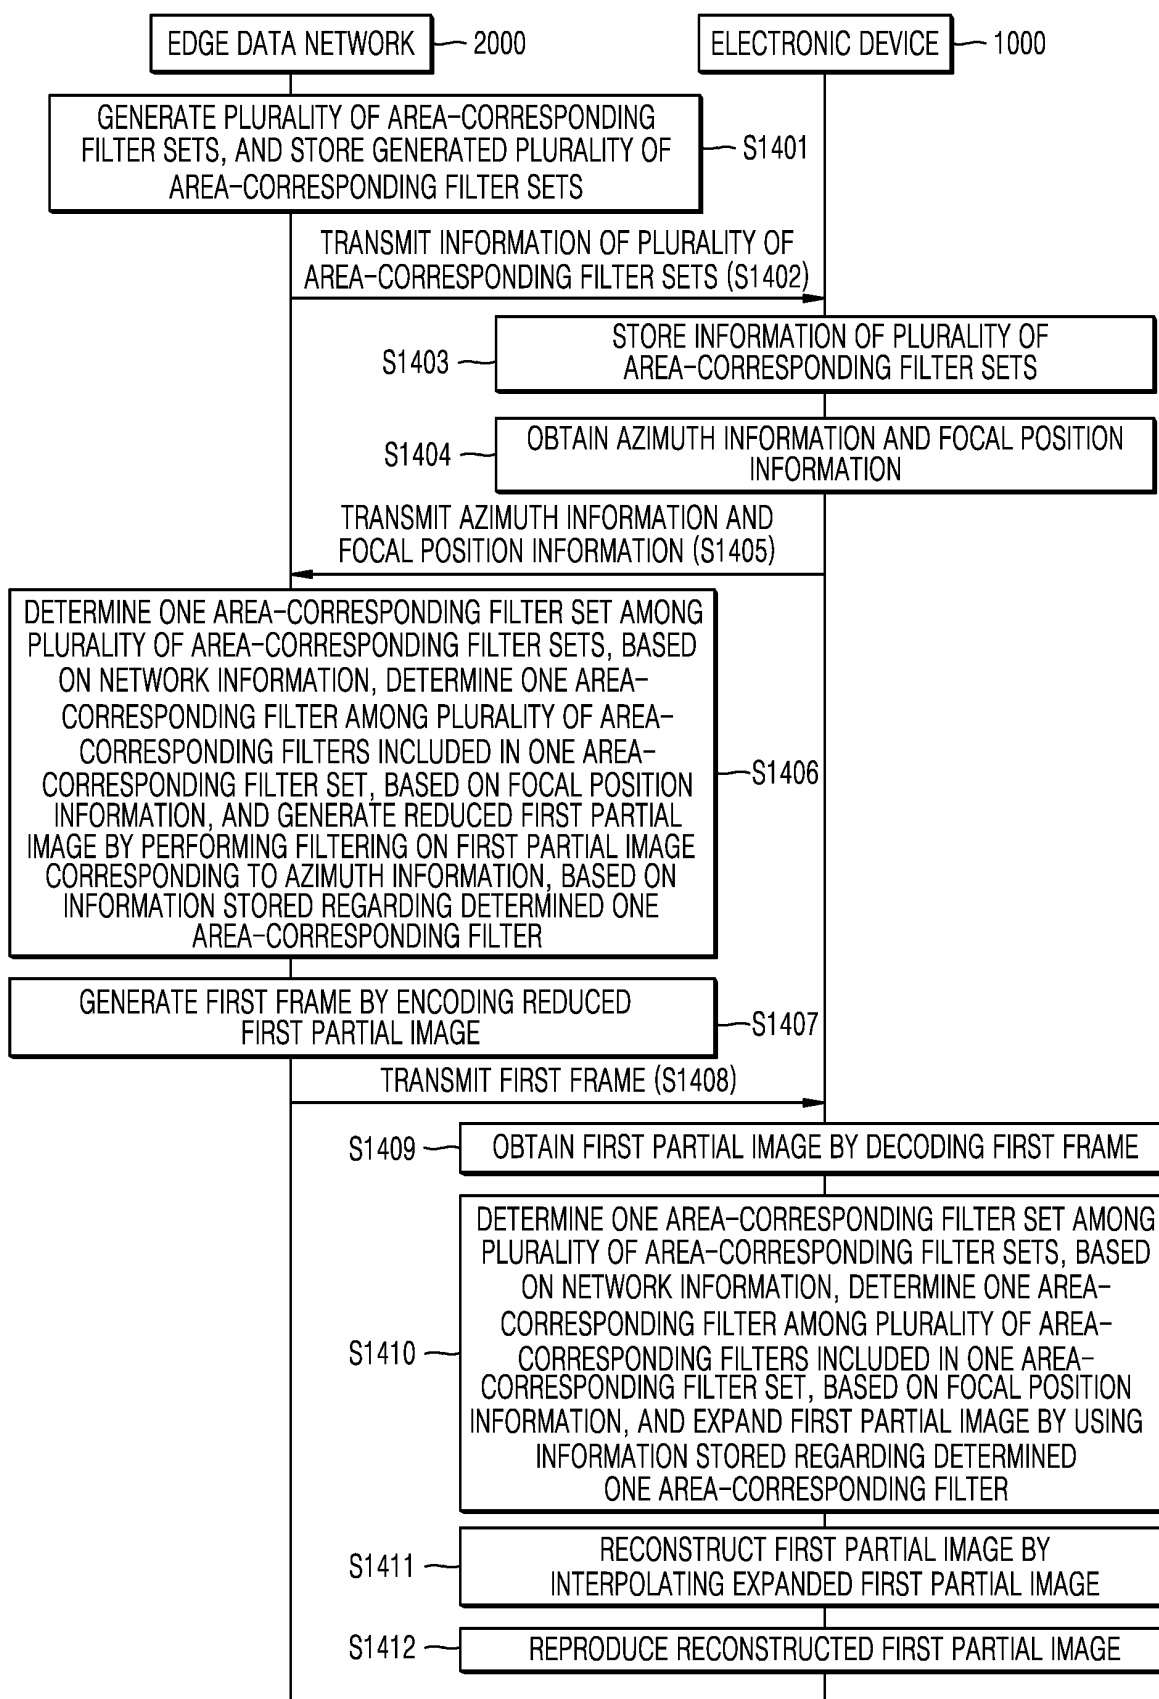 EDGE DATA NETWORK
2000
ELECTRONIC DEVICE
1000
GENERATE PLURALITY OF AREA-CORRESPONDING
FILTER SETS, AND STORE GENERATED PLURALITY OF
AREA-CORRESPONDING FILTER SETS
S1401
TRANSMIT INFORMATION OF PLURALITY OF
AREA-CORRESPONDING FILTER SETS (S1402)
S1403
STORE INFORMATION OF PLURALITY OF
AREA-CORRESPONDING FILTER SETS
S1404
OBTAIN AZIMUTH INFORMATION AND FOCAL POSITION
INFORMATION
TRANSMIT AZIMUTH INFORMATION AND
FOCAL POSITION INFORMATION (S1405)
DETERMINE ONE AREA-CORRESPONDING FILTER SET AMONG
PLURALITY OF AREA-CORRESPONDING FILTER SETS, BASED
ON NETWORK INFORMATION, DETERMINE ONE AREA-
CORRESPONDING FILTER AMONG PLURALITY OF AREA-
CORRESPONDING FILTERS INCLUDED IN ONE AREA-
CORRESPONDING FILTER SET, BASED ON FOCAL POSITION
INFORMATION, AND GENERATE REDUCED FIRST PARTIAL
IMAGE BY PERFORMING FILTERING ON FIRST PARTIAL IMAGE
CORRESPONDING TO AZIMUTH INFORMATION, BASED ON
INFORMATION STORED REGARDING DETERMINED ONE
AREA-CORRESPONDING FILTER
S1406
GENERATE FIRST FRAME BY ENCODING REDUCED
FIRST PARTIAL IMAGE
S1407
TRANSMIT FIRST FRAME (S1408)
S1409
OBTAIN FIRST PARTIAL IMAGE BY DECODING FIRST FRAME
S1410
DETERMINE ONE AREA-CORRESPONDING FILTER SET AMONG
PLURALITY OF AREA-CORRESPONDING FILTER SETS, BASED
ON NETWORK INFORMATION, DETERMINE ONE AREA-
CORRESPONDING FILTER AMONG PLURALITY OF AREA-
CORRESPONDING FILTERS INCLUDED IN ONE AREA-
CORRESPONDING FILTER SET, BASED ON FOCAL POSITION
INFORMATION, AND EXPAND FIRST PARTIAL IMAGE BY USING
INFORMATION STORED REGARDING DETERMINED
ONE AREA-CORRESPONDING FILTER
S1411
RECONSTRUCT FIRST PARTIAL IMAGE BY
INTERPOLATING EXPANDED FIRST PARTIAL IMAGE
S1412
REPRODUCE RECONSTRUCTED FIRST PARTIAL IMAGE